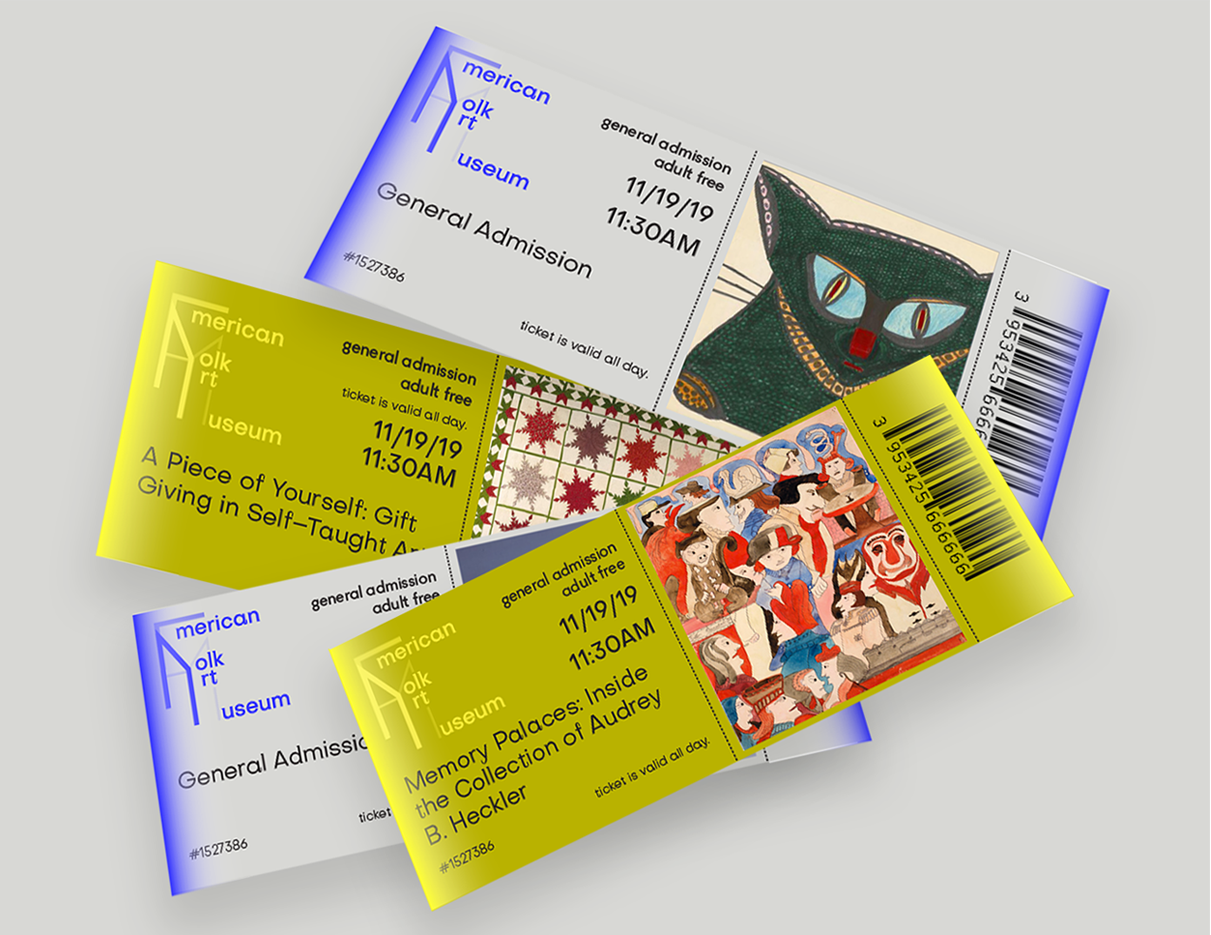 merican
olk
rt
useum
general admission
adult free
11/19/19
11:30AM
General Admission
#1527386
ticket is valid all day.
3 953425 6666
merican
olk
rt
useum
general admission
adult free
ticket is valid all day.
11/19/19
11:30AM
A Piece of Yourself: Gift
Giving in Self-Taught
merican
olk
rt
useum
general admission
adult free
General Admissio
ticket
#1527386
merican
olk
rt
useum
general admission
adult free
11/19/19
11:30AM
Memory Palaces: Inside
the Collection of Audrey
B. Heckler
ticket is valid all day.
#1527386
3 953425 666666